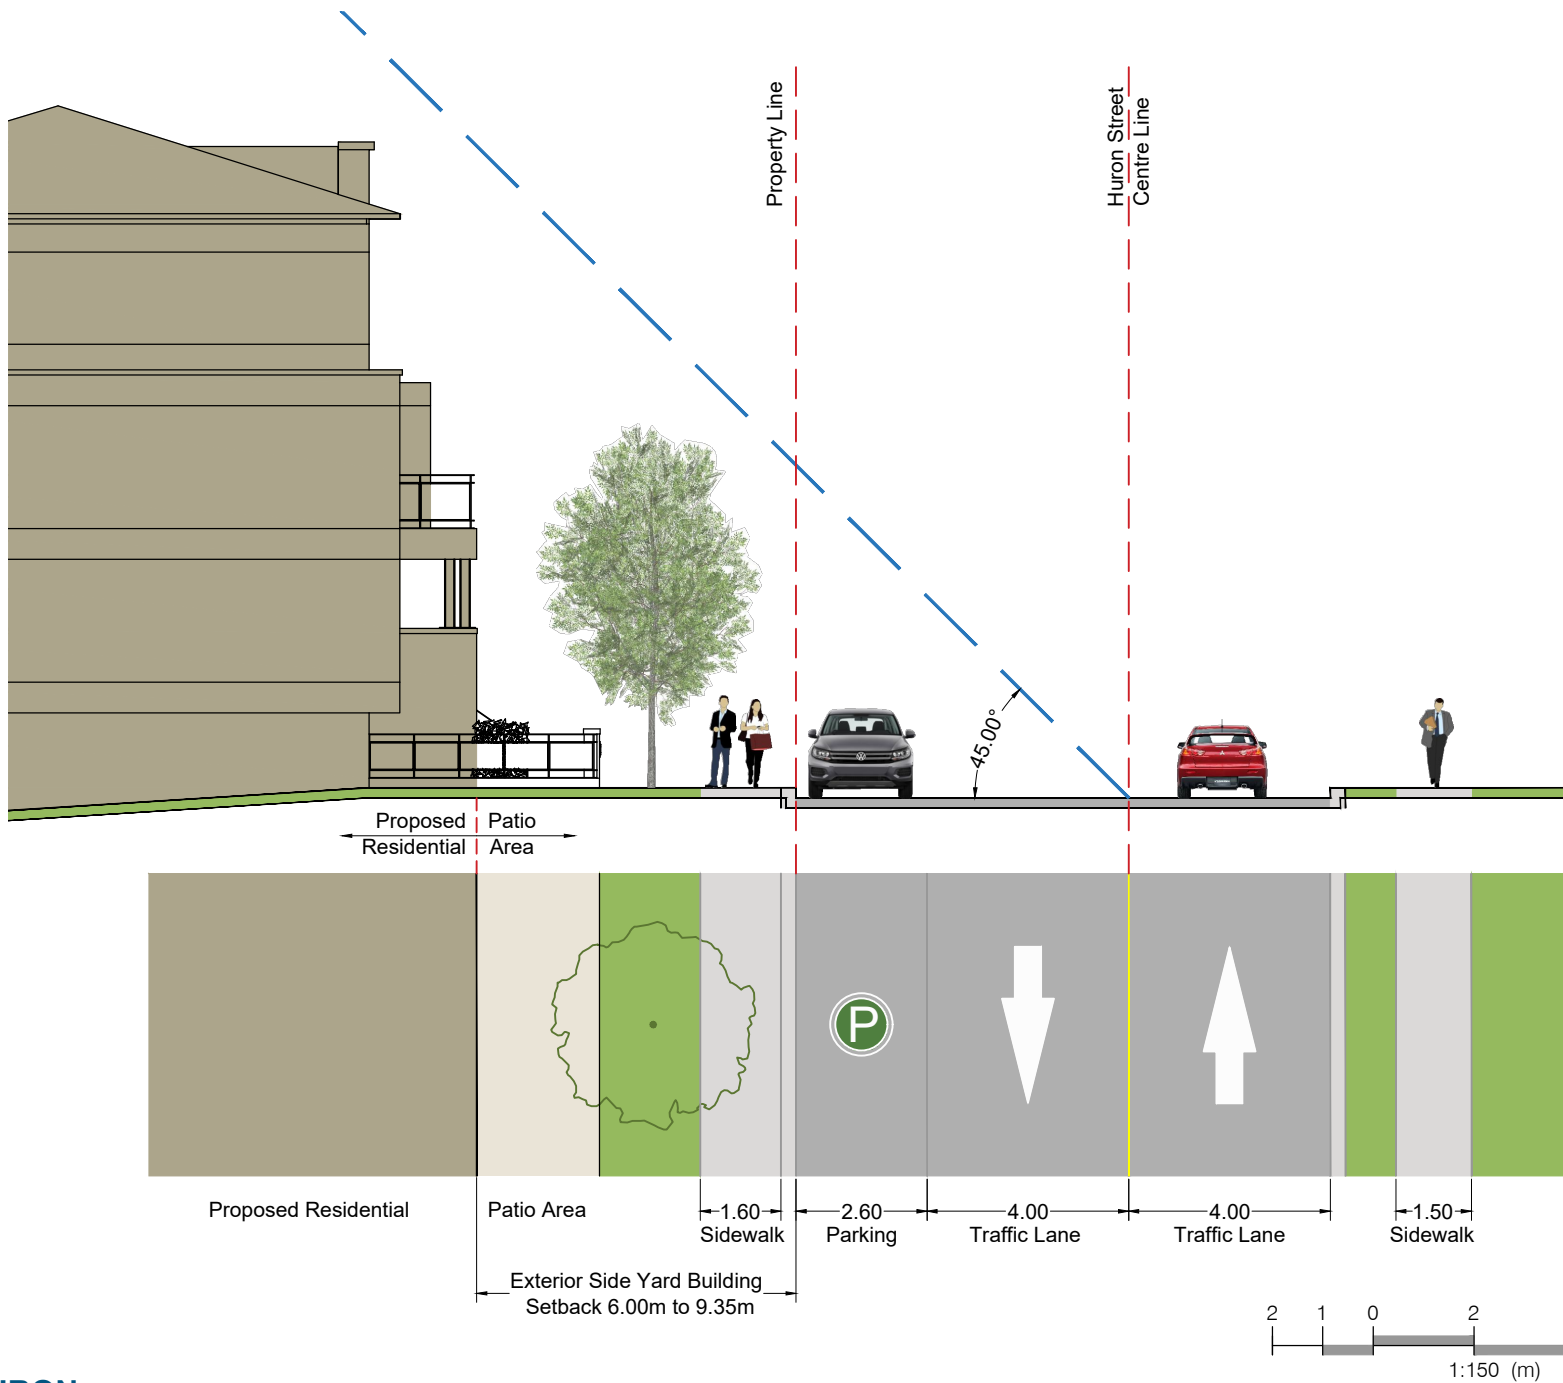 Property Line
Huron Street
Centre Line
45.00°
Proposed Patio
Residential Area
P
Proposed Residential
Patio Area
1.60
Sidewalk
2.60
Parking
4.00
Traffic Lane
4.00
Traffic Lane
1.50
Sidewalk
Exterior Side Yard Building
Setback 6.00m to 9.35m
2 1 0 2
1:150 (m)